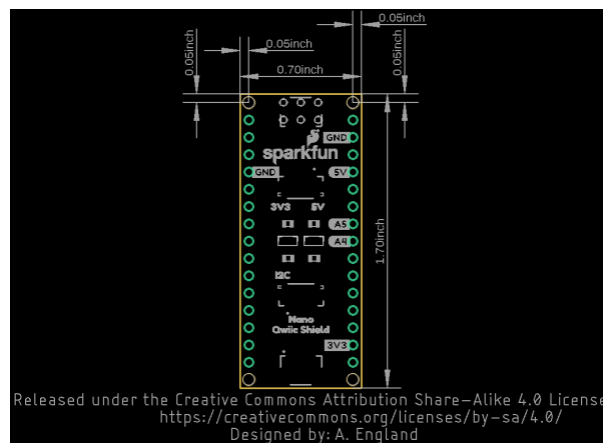 0.05inch
0.05inch
0.05inch
0.70inch
0.05inch
GND
sparkfun
GND
5V
3V3
5V
A5
A4
1.70inch
I2C
Nano
Qwiic Shield
3V3
Released under the Creative Commons Attribution Share-Alike 4.0 License
https://creativecommons.org/licenses/by-sa/4.0/
Designed by: A. England